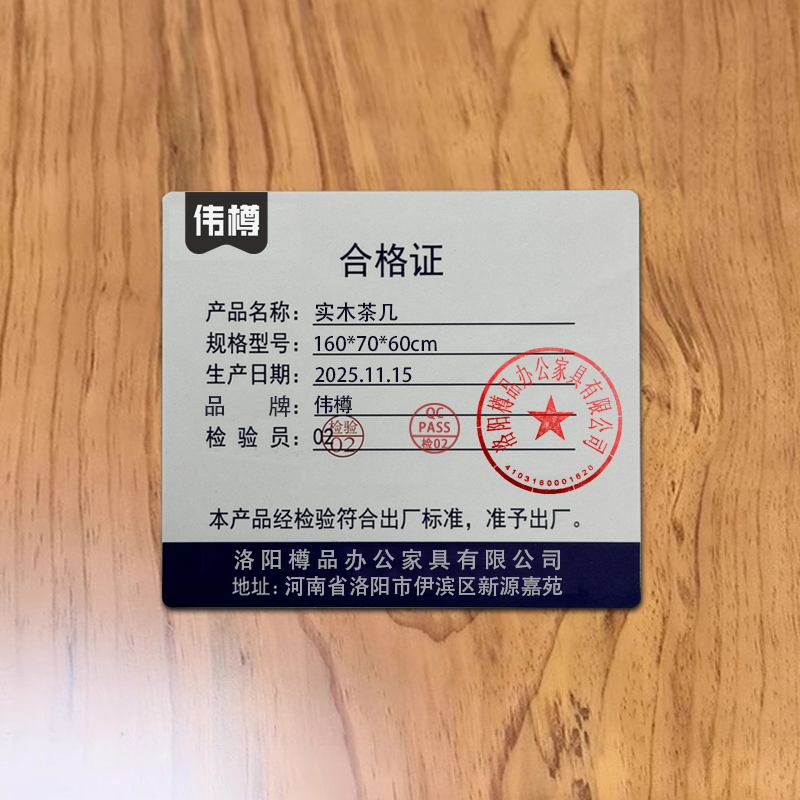 伟樽
合格证
产品名称：实木茶几
规格型号：160*70*60cm
生产日期：2025.11.15
品 牌：伟樽
检 验 员：02
检验
02
QC
PASS
检02
洛阳樽品办公家具有限公司
4103180001820
本产品经检验符合出厂标准，准予出厂。
洛阳樽品办公家具有限公司
地址：河南省洛阳市伊滨区新源嘉苑